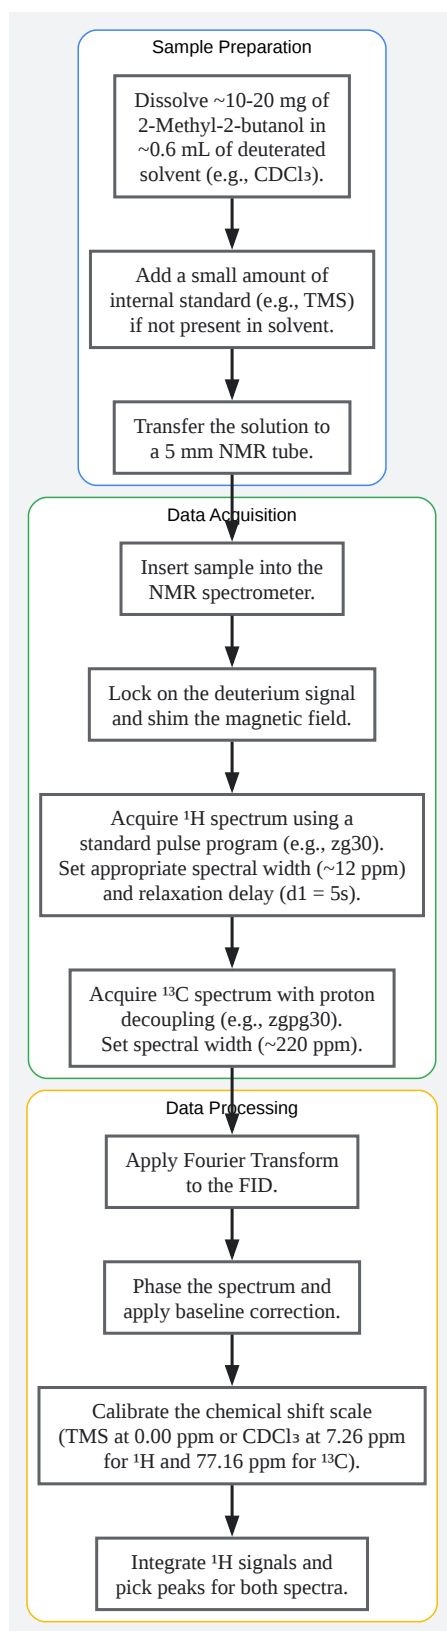 Sample Preparation
Dissolve ~10-20 mg of
2-Methyl-2-butanol in
~0.6 mL of deuterated
solvent (e.g., CDCl₃).
Add a small amount of
internal standard (e.g., TMS)
if not present in solvent.
Transfer the solution to
a 5 mm NMR tube.
Data Acquisition
Insert sample into the
NMR spectrometer.
Lock on the deuterium signal
and shim the magnetic field.
Acquire ¹H spectrum using a
standard pulse program (e.g., zg30).
Set appropriate spectral width (~12 ppm)
and relaxation delay (d1 = 5s).
Acquire ¹³C spectrum with proton
decoupling (e.g., zgpg30).
Set spectral width (~220 ppm).
Data Processing
Apply Fourier Transform
to the FID.
Phase the spectrum and
apply baseline correction.
Calibrate the chemical shift scale
(TMS at 0.00 ppm or CDCl₃ at 7.26 ppm
for ¹H and 77.16 ppm for ¹³C).
Integrate ¹H signals and
pick peaks for both spectra.